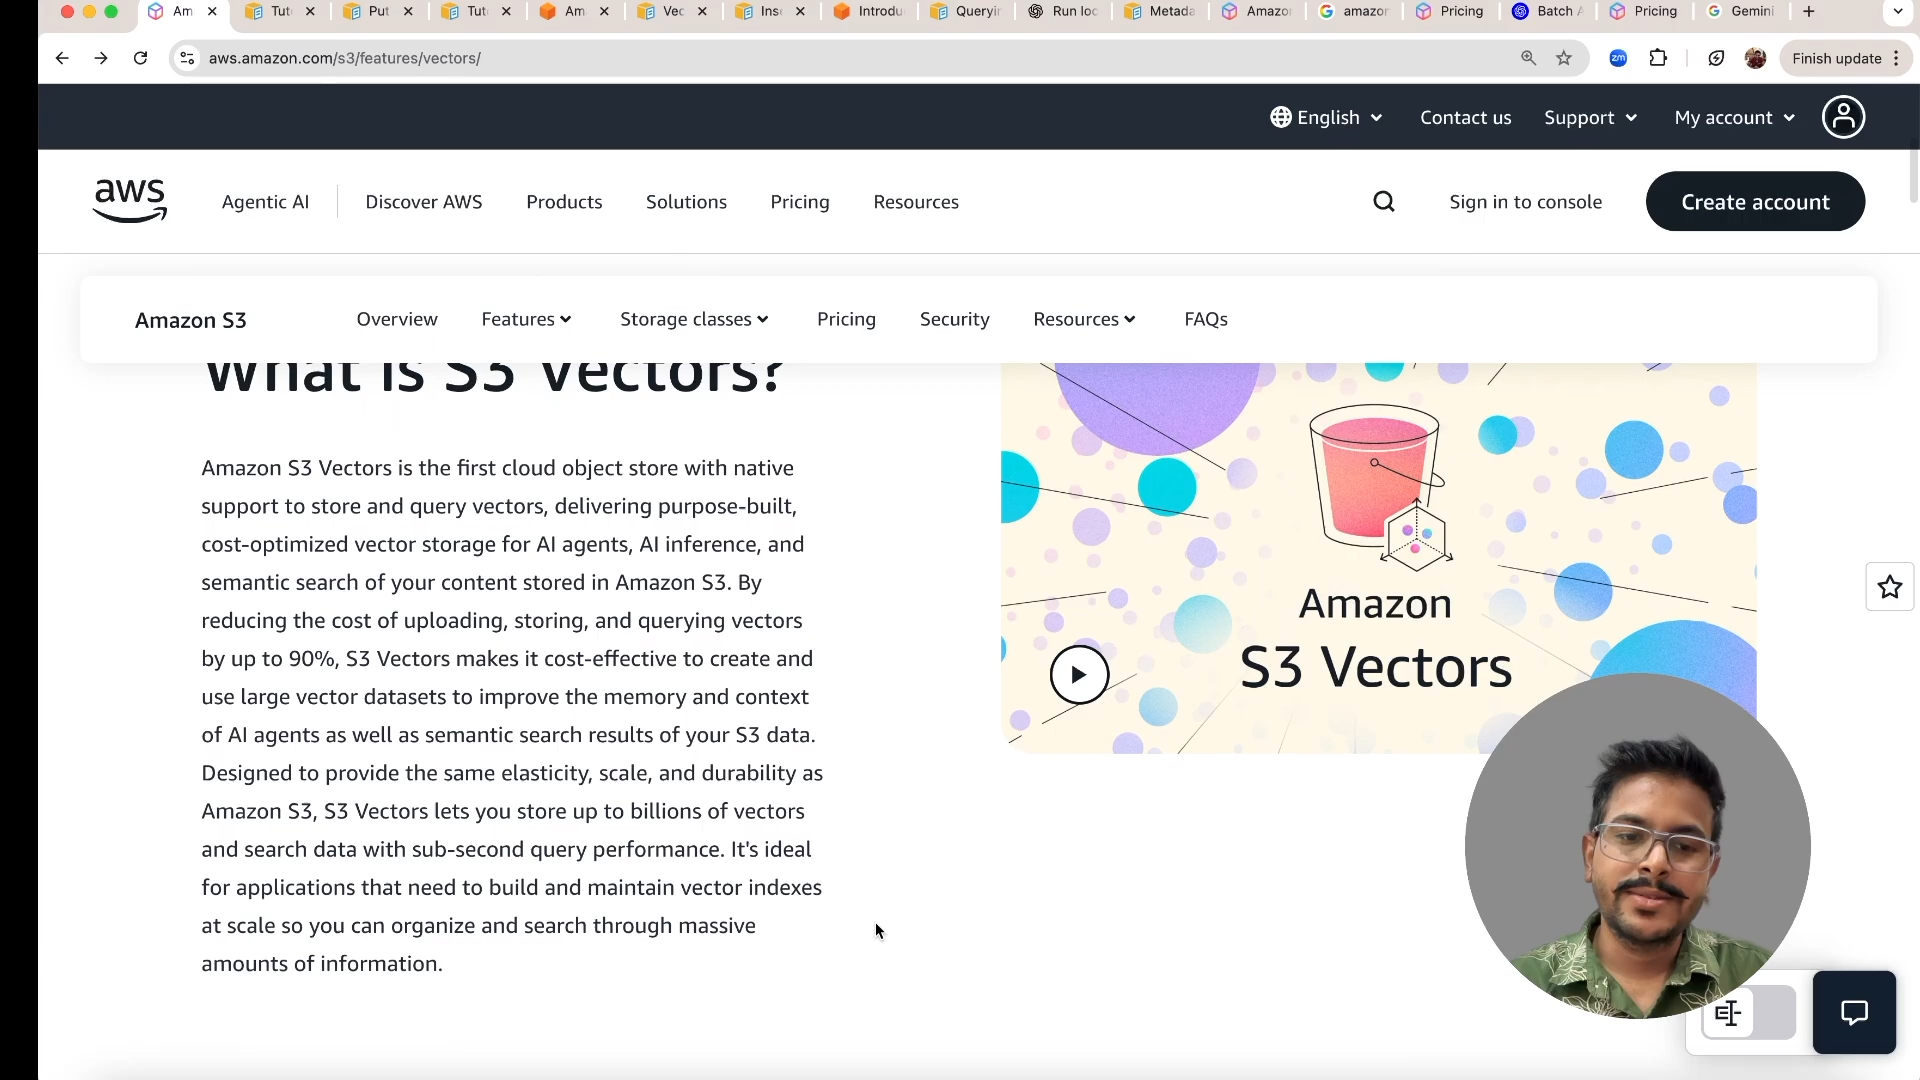 Am
Tut
Put
Tut
Am
Vec
Ins
Introdu
Queryin
Run loc
Metada
Amazon
amazon
Pricing
Batch A
Pricing
Gemini
aws.amazon.com/s3/features/vectors/
zm
Finish update
English
Contact us
Support
My account
aws
Agentic AI
Discover AWS
Products
Solutions
Pricing
Resources
Sign in to console
Create account
Amazon S3
Overview
Features
Storage classes
Pricing
Security
Resources
FAQs
What is S3 Vectors?
Amazon S3 Vectors is the first cloud object store with native
support to store and query vectors, delivering purpose-built,
cost-optimized vector storage for AI agents, AI inference, and
semantic search of your content stored in Amazon S3. By
reducing the cost of uploading, storing, and querying vectors
by up to 90%, S3 Vectors makes it cost-effective to create and
use large vector datasets to improve the memory and context
of AI agents as well as semantic search results of your S3 data.
Designed to provide the same elasticity, scale, and durability as
Amazon S3, S3 Vectors lets you store up to billions of vectors
and search data with sub-second query performance. It's ideal
for applications that need to build and maintain vector indexes
at scale so you can organize and search through massive
amounts of information.
Amazon
S3 Vectors